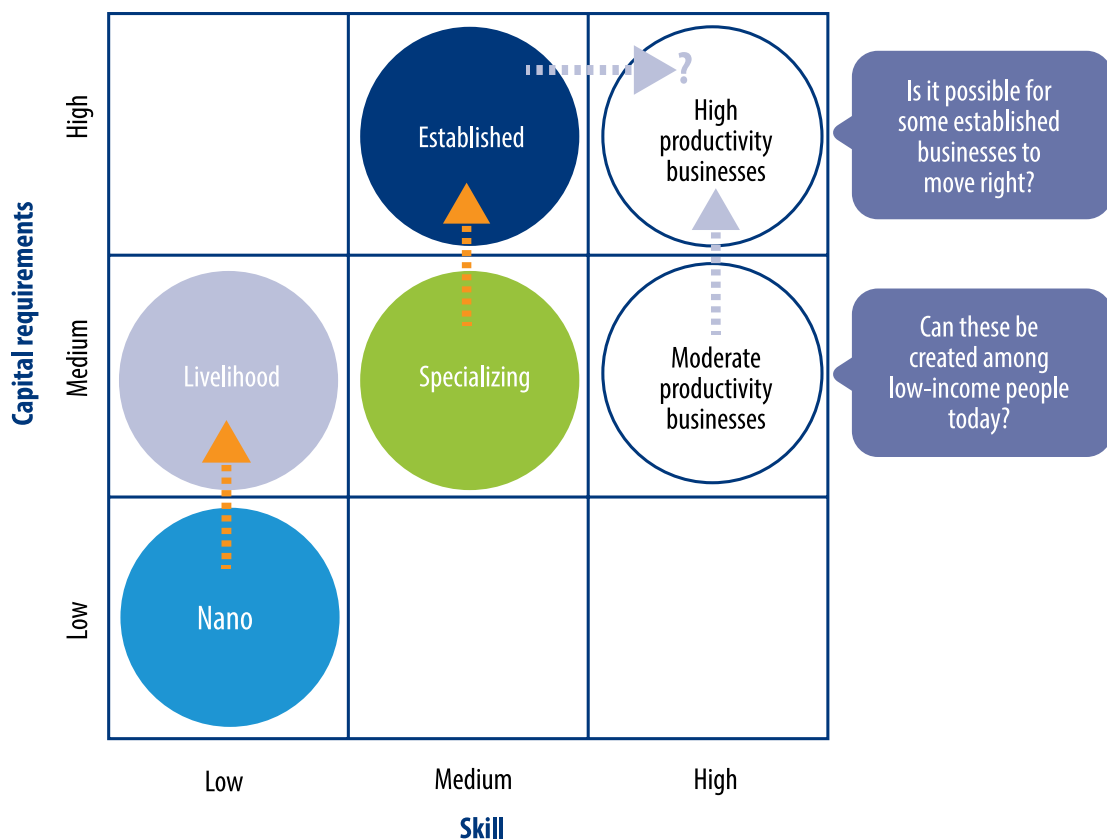 Capital requirements
High
Medium
Low
Established
?
High
productivity
businesses
Is it possible for
some established
businesses to
move right?
Livelihood
Specializing
Moderate
productivity
businesses
Can these be
created among
low-income people
today?
Nano
Low
Medium
High
Skill